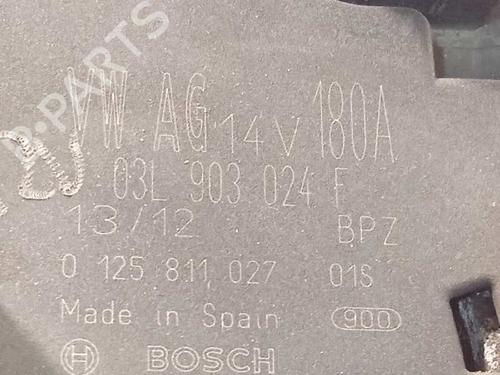 B-PARTS
VW AG 14V 180A
03L 903 024 F
13/12 BPZ
0 125 811 027 01S
Made in Spain 900
BOSCH